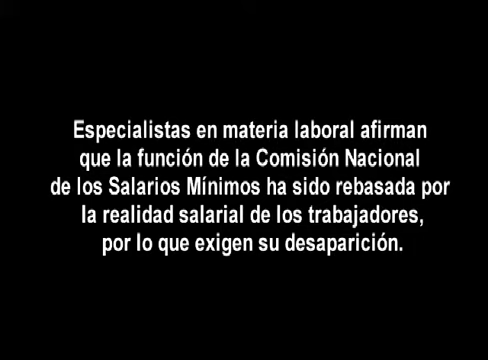 Especialistas en materia laboral afirman
que la función de la Comisión Nacional
de los Salarios Mínimos ha sido rebasada por
la realidad salarial de los trabajadores,
por lo que exigen su desaparición.